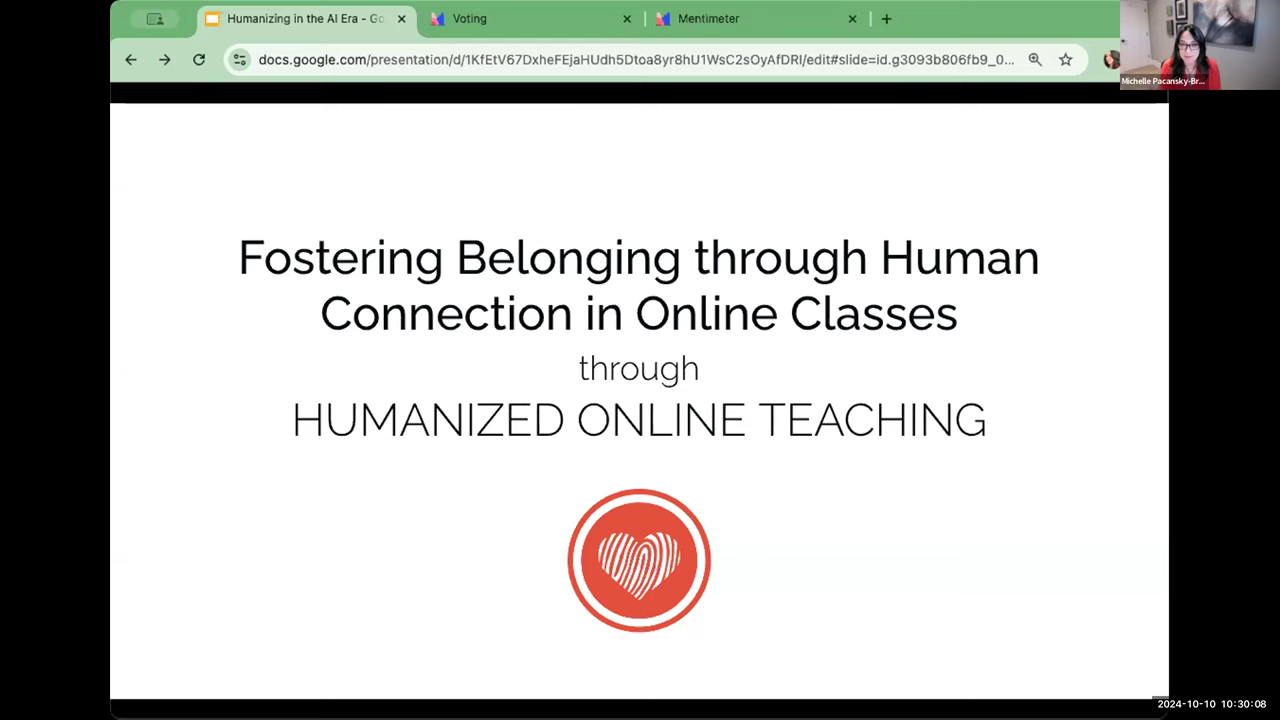 Humanizing in the AI Era - Go
Voting
Mentimeter
docs.google.com/presentation/d/1KfEtV67DxheFEjaHUdh5Dtoa8yr8hU1WsC2sOyAfDRI/edit#slide=id.g3093b806fb9_0...
Michelle Pacansky-Br...
Fostering Belonging through Human
Connection in Online Classes
through
HUMANIZED ONLINE TEACHING
2024-10-10 10:30:08